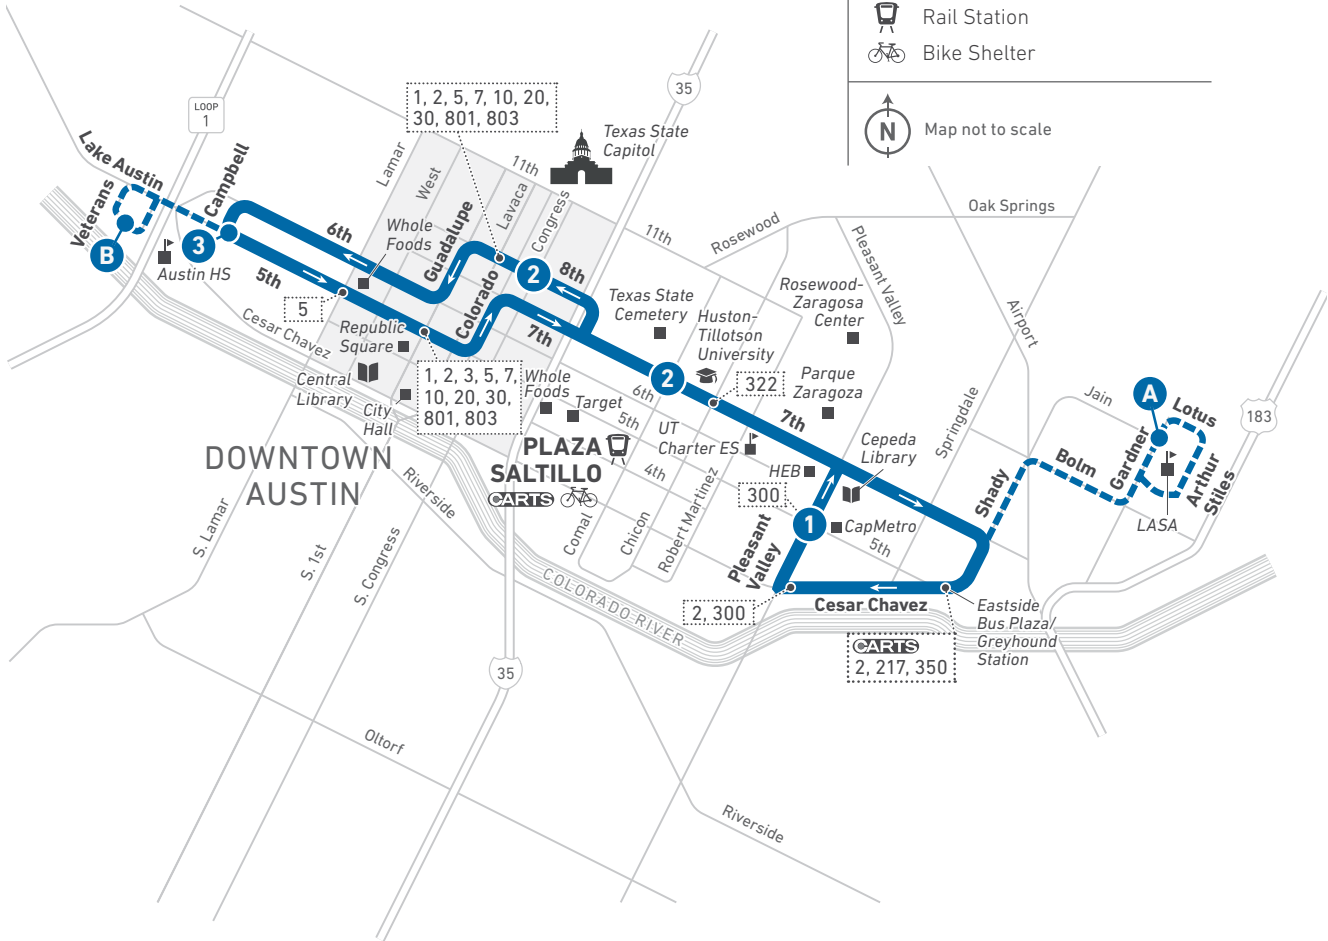 Rail Station
Bike Shelter
N
Map not to scale
LOOP
1
35
1, 2, 5, 7, 10, 20,
30, 801, 803
Texas State
Capitol
Lake Austin
Veterans
Campbell
Lamar
West
11th
Lavaca
Congress
Guadalupe
Colorado
6th
Whole
Foods
8th
2
3
B
Austin HS
5th
5
Cesar Chavez
Republic
Square
Central
Library
City
Hall
1, 2, 3, 5, 7,
10, 20, 30,
801, 803
7th
11th
Rosewood
Oak Springs
Pleasant Valley
Airport
Texas State
Cemetery
Huston-
Tillotson
University
Rosewood-
Zaragosa
Center
Parque
Zaragoza
2
322
7th
6th
5th
4th
Whole
Foods
Target
UT
Charter ES
HEB
Cepeda
Library
Springdale
Jain
A
Lotus
183
Gardner
Arthur
Stiles
LASA
Bolm
Shady
DOWNTOWN
AUSTIN
PLAZA
SALTILLO
CARTS
Riverside
300
1
CapMetro
5th
Comal
Chicon
Robert Martinez
Pleasant
Valley
S. Lamar
S. 1st
S. Congress
COLORADO RIVER
2, 300
Cesar Chavez
Eastside
Bus Plaza/
Greyhound
Station
CARTS
2, 217, 350
35
Oltorf
Riverside